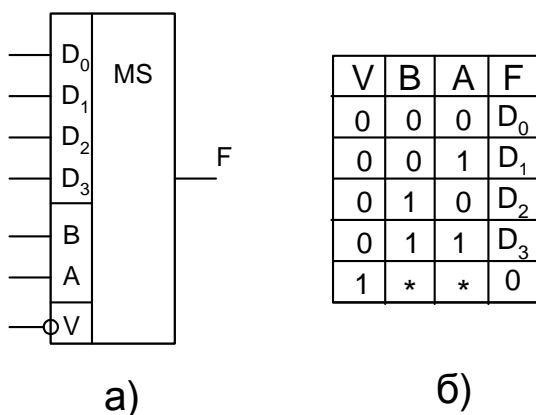 D₀
D₁
D₂
D₃
B
A
V
MS
F
V B A F
0 0 0 D₀
0 0 1 D₁
0 1 0 D₂
0 1 1 D₃
1 * * 0
а) б)